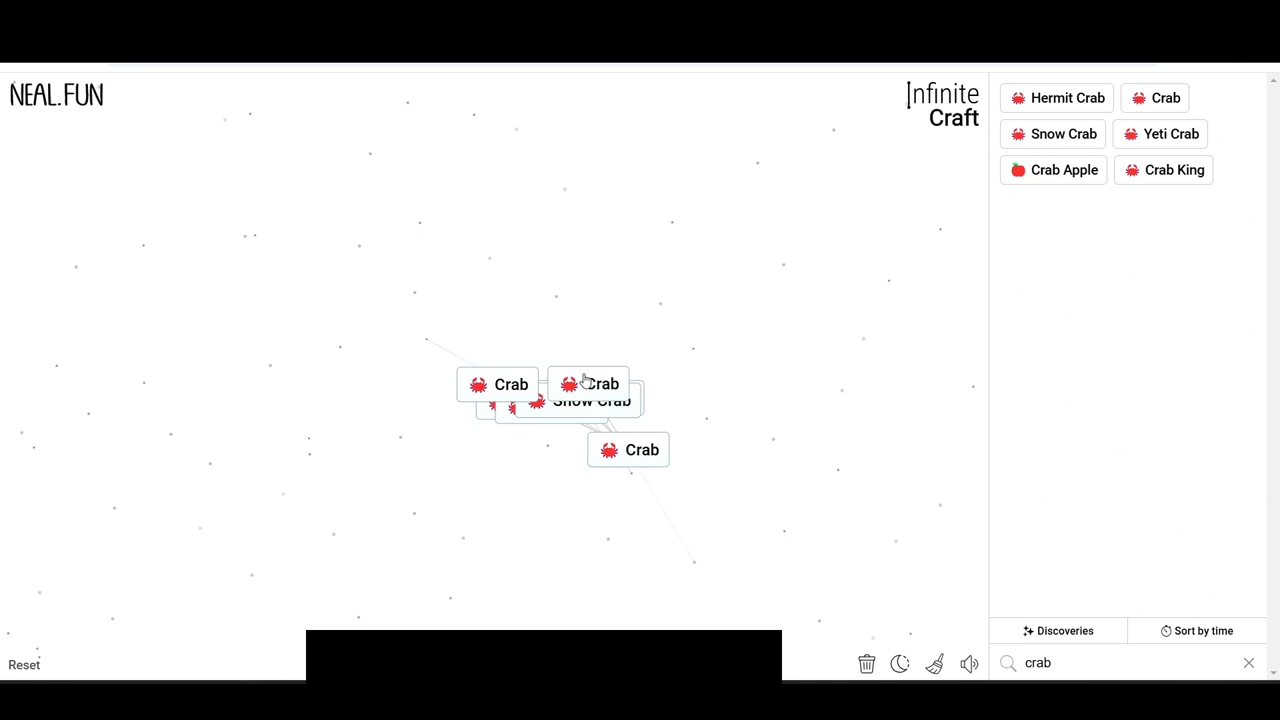 NEAL.FUN
Infinite
Craft
Hermit Crab
Crab
Snow Crab
Yeti Crab
Crab Apple
Crab King
Crab
Crab
Snow Crab
Crab
Discoveries
Sort by time
Reset
crab